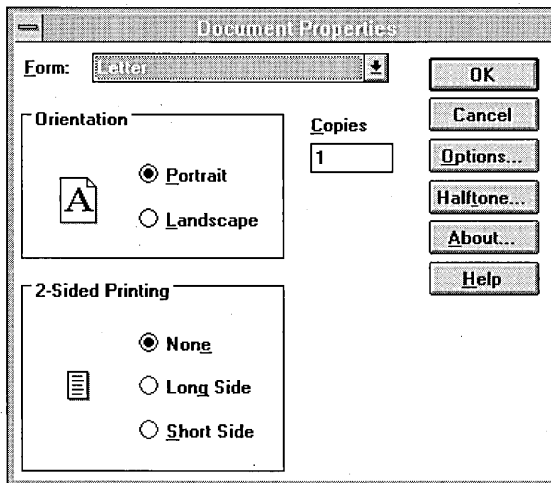 Document Properties
Form: Letter
OK
Cancel
Options...
Halftone...
About...
Help
Orientation
A
Portrait
Landscape
Copies
1
2-Sided Printing
None
Long Side
Short Side